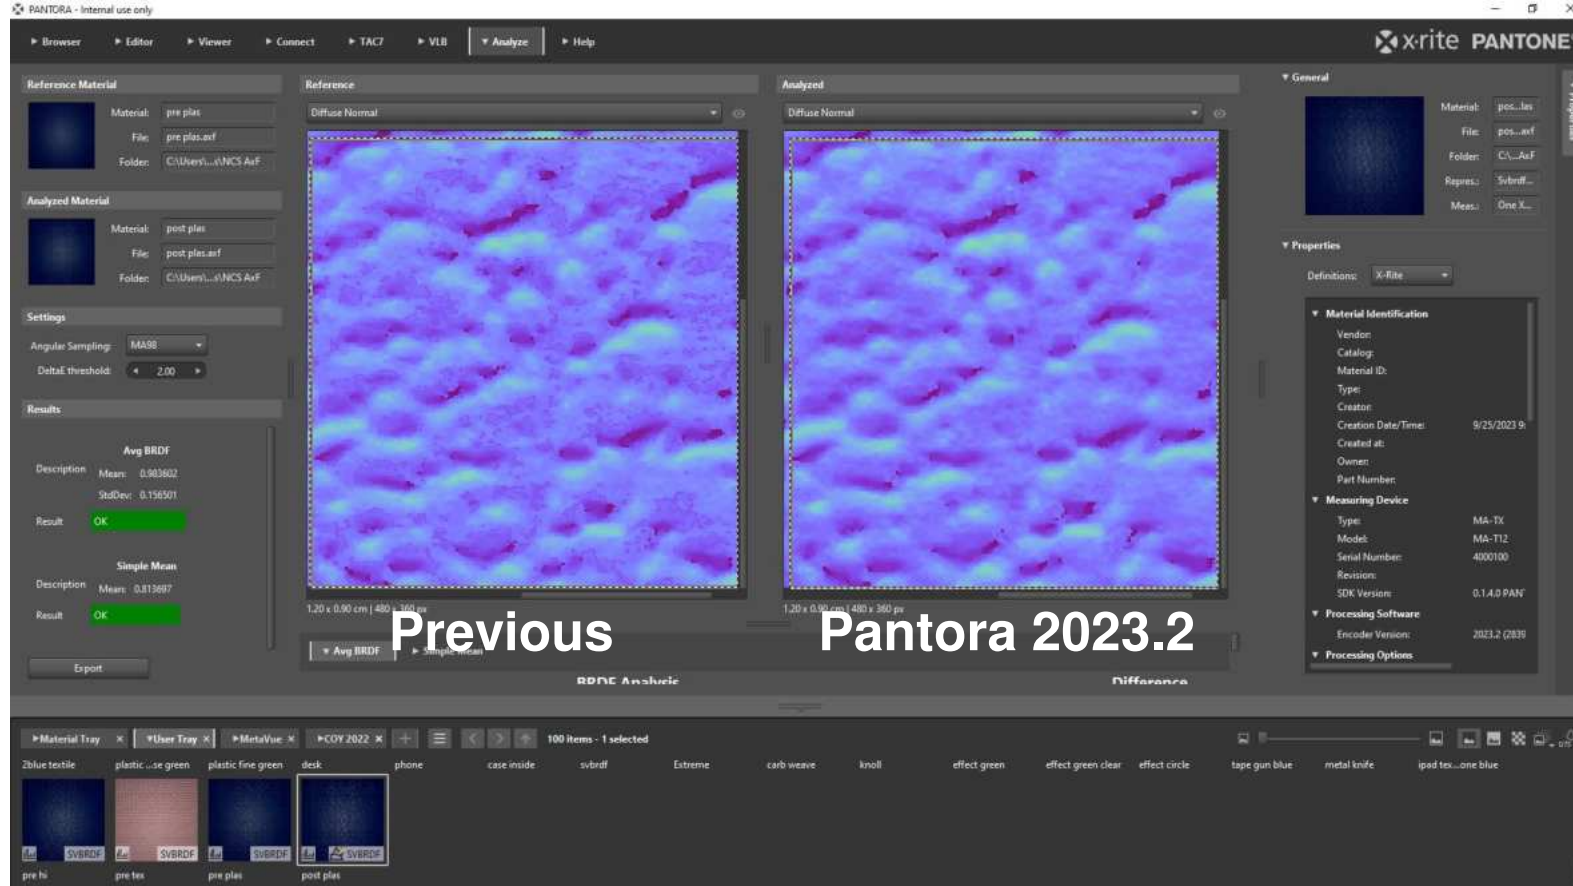 PANTORA - Internal use only
Browser Editor Viewer Connect TAC7 VLB Analyze Help
x·rite PANTONE
Reference Material
Material: pre plas
File: pre plas.axf
Folder: C:\Users\...s\NCS AxF
Analyzed Material
Material: post plas
File: post plas.axf
Folder: C:\Users\...s\NCS AxF
Settings
Angular Sampling: MA98
DeltaE threshold: 2.00
Results
Avg BRDF
Description Mean: 0.983602
StdDev: 0.156501
Result OK
Simple Mean
Description Mean: 0.813697
Result OK
Export
Reference
Diffuse Normal
1.20 x 0.90 cm | 480 x 360 px
Previous
Analyzed
Diffuse Normal
1.20 x 0.90 cm | 480 x 360 px
Pantora 2023.2
Avg BRDF Simple Mean
BRDF Analysis Difference
General
Material: pos...las
File: pos...axf
Folder: C:\...AxF
Repres.: Svbrdf...
Meas.: One X...
Properties
Definitions: X-Rite
Material Identification
Vendor:
Catalog:
Material ID:
Type:
Creator:
Creation Date/Time: 9/25/2023 9:
Created at:
Owner:
Part Number:
Measuring Device
Type: MA-TX
Model: MA-T12
Serial Number: 4000100
Revision:
SDK Version: 0.1.4.0 PAN
Processing Software
Encoder Version: 2023.2 (2839
Processing Options
Material Tray User Tray MetaVue COY 2022 100 items - 1 selected
2blue textile plastic ...se green plastic fine green desk phone case inside svbrdf Extreme carb weave knoll effect green effect green clear effect circle tape gun blue metal knife ipad tex...one blue
SVBRDF SVBRDF SVBRDF SVBRDF
pre hi pre tex pre plas post plas